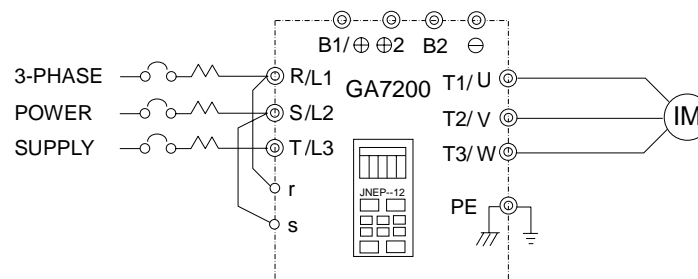 B1/⊕ ⊕2 B2 ⊖
3-PHASE R/L1 GA7200 T1/U
POWER S/L2 T2/V IM
SUPPLY T/L3 T3/W
r JNEP--12
s PE